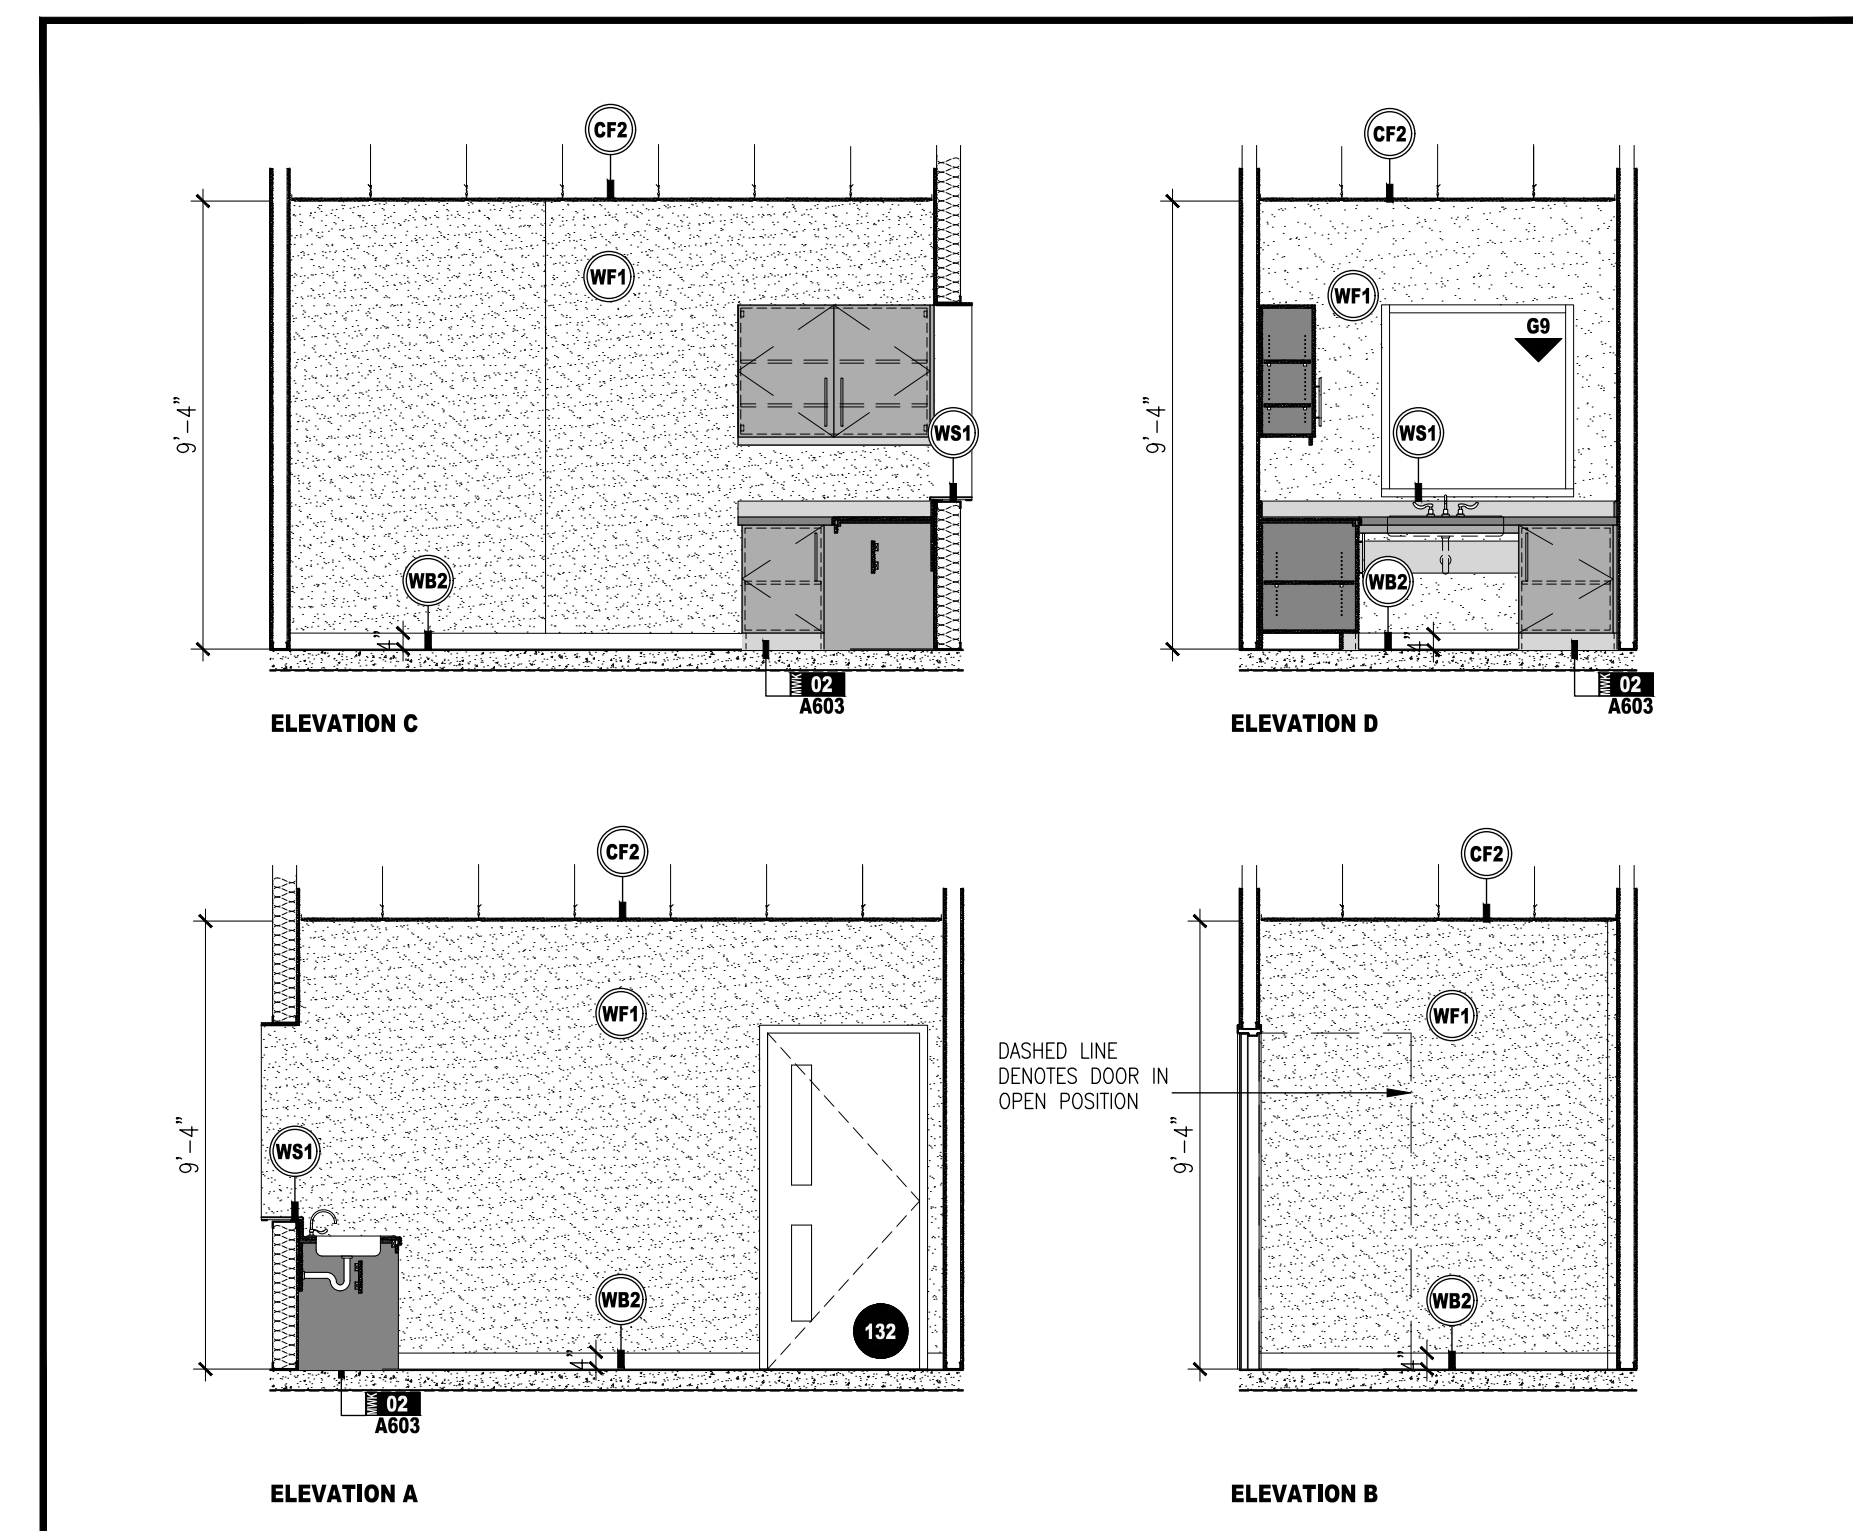 CF2
WF1
9'-4"
WS1
WB2
4"
MWK
02
A603
ELEVATION C
CF2
WF1
G9
9'-4"
WS1
WB2
4"
MWK
02
A603
ELEVATION D
CF2
WF1
9'-4"
WS1
WB2
4"
132
MWK
02
A603
ELEVATION A
CF2
WF1
DASHED LINE
DENOTES DOOR IN
OPEN POSITION
9'-4"
WB2
4"
ELEVATION B